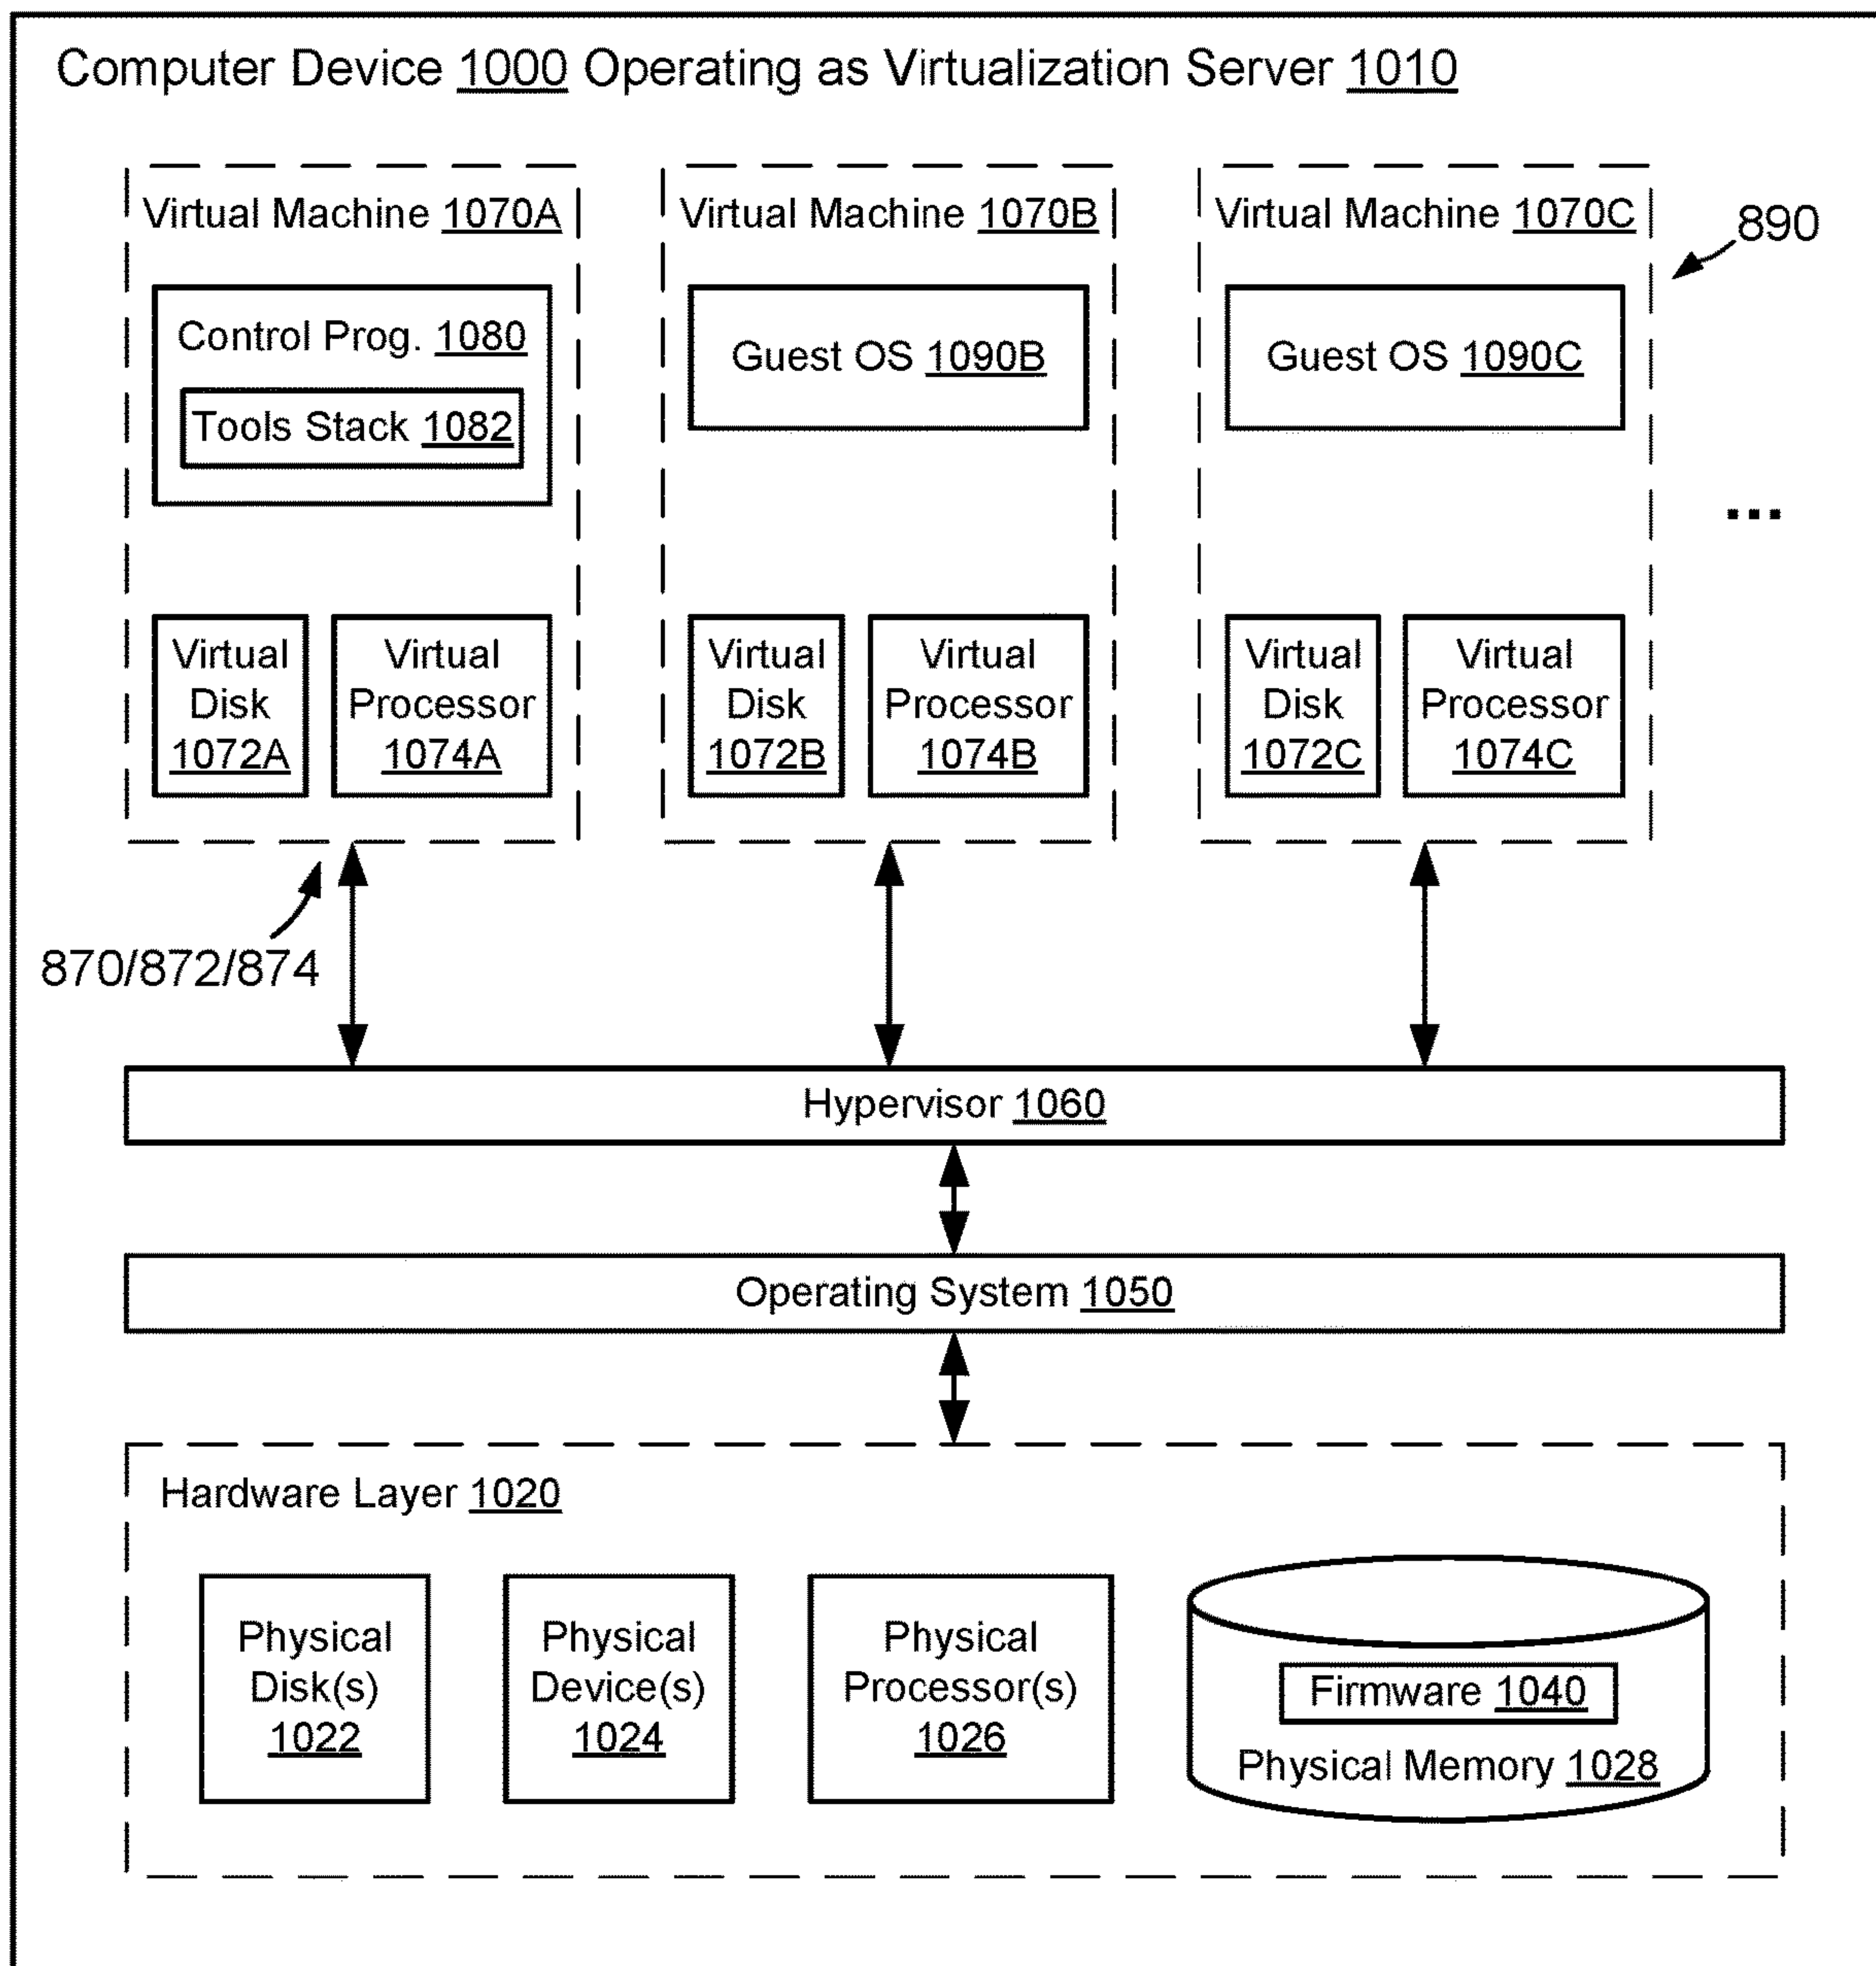 Computer Device 1000 Operating as Virtualization Server 1010
Virtual Machine 1070A
Control Prog. 1080
Tools Stack 1082
Virtual
Disk
1072A
Virtual
Processor
1074A
Virtual Machine 1070B
Guest OS 1090B
Virtual
Disk
1072B
Virtual
Processor
1074B
Virtual Machine 1070C
Guest OS 1090C
Virtual
Disk
1072C
Virtual
Processor
1074C
890
...
870/872/874
Hypervisor 1060
Operating System 1050
Hardware Layer 1020
Physical
Disk(s)
1022
Physical
Device(s)
1024
Physical
Processor(s)
1026
Firmware 1040
Physical Memory 1028